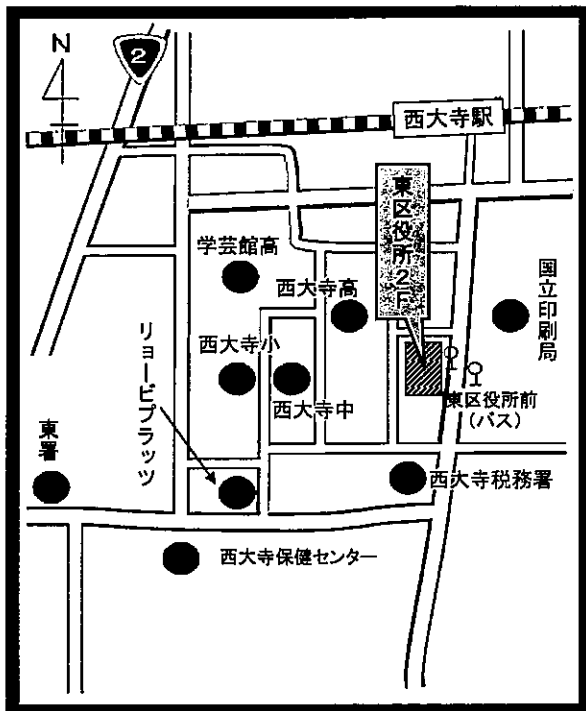 N
2
西大寺駅
東区役所2F
学芸館高
西大寺高
国立印刷局
リョービプラッツ
西大寺小
西大寺中
東区役所前
(バス)
東署
西大寺税務署
西大寺保健センター